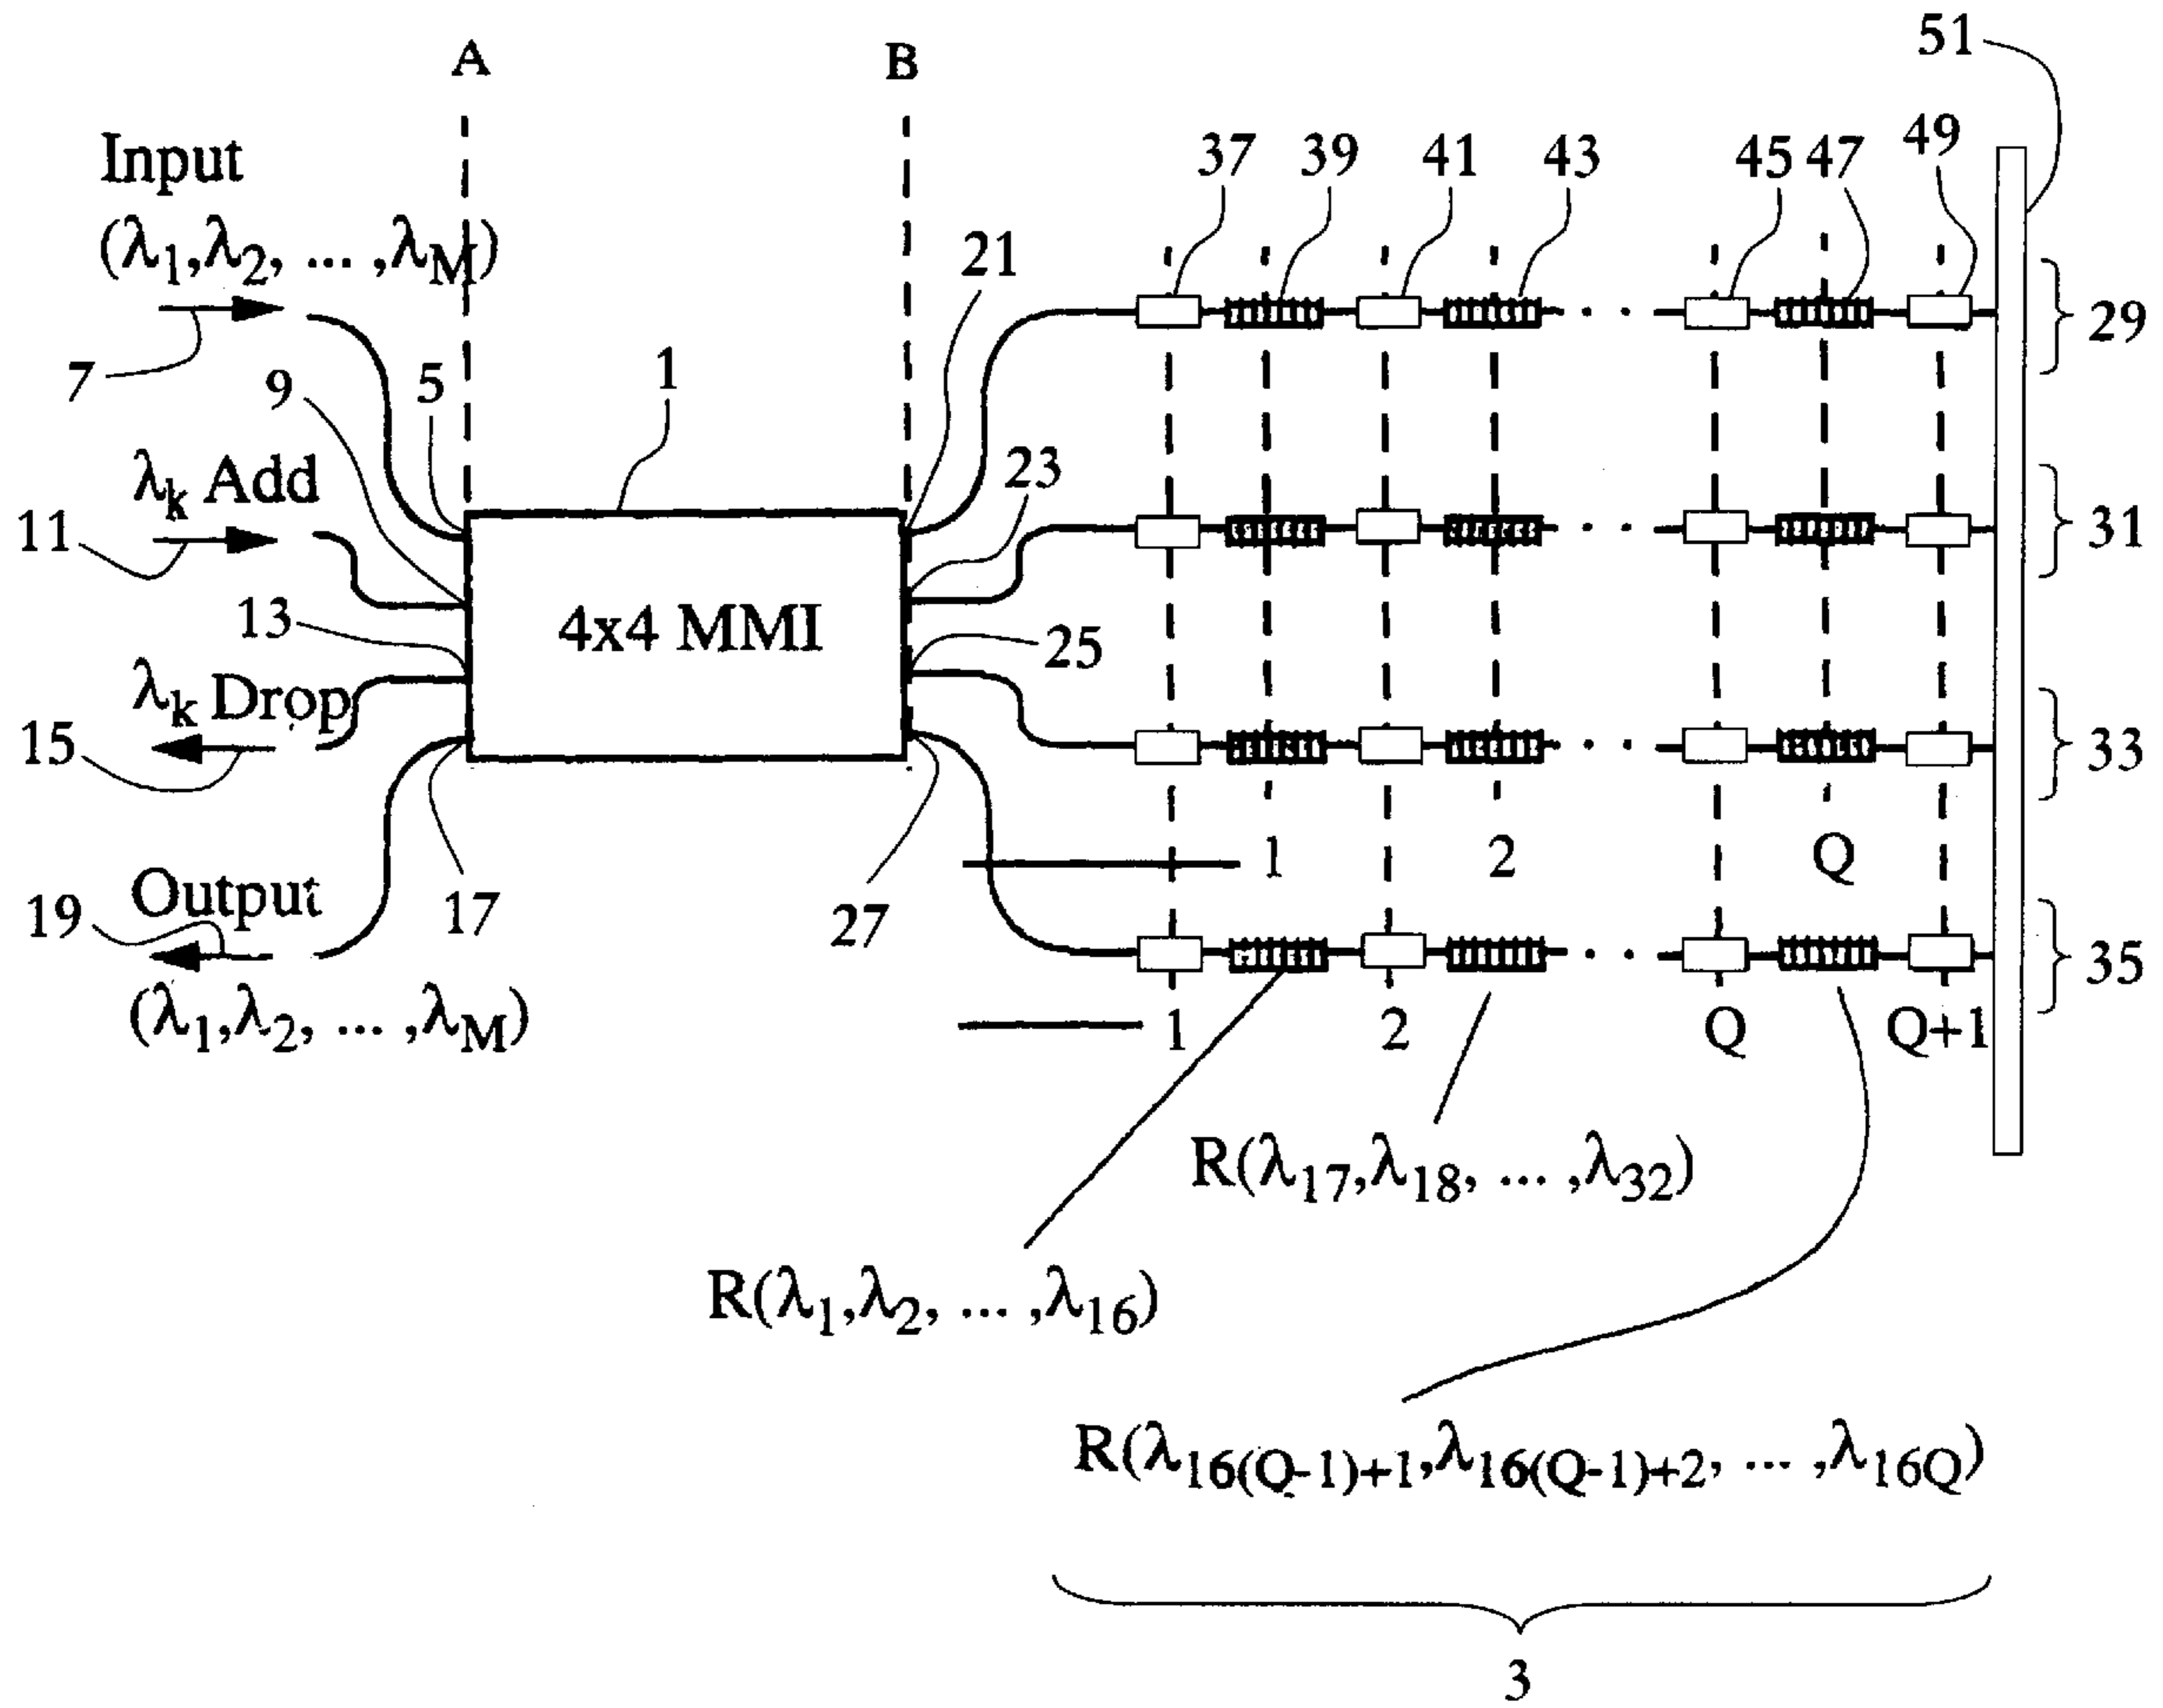 A
B
51
Input
(λ1,λ2, ... ,λM)
7
37
39
41
43
45
47
49
21
29
9
5
1
λk Add
11
23
31
13
4x4 MMI
25
λk Drop
15
33
1
2
Q
Output
19
17
27
35
(λ1,λ2, ... ,λM)
1
2
Q
Q+1
R(λ17,λ18, ... ,λ32)
R(λ1,λ2, ... ,λ16)
R(λ16(Q-1)+1,λ16(Q-1)+2, ... ,λ16Q)
3